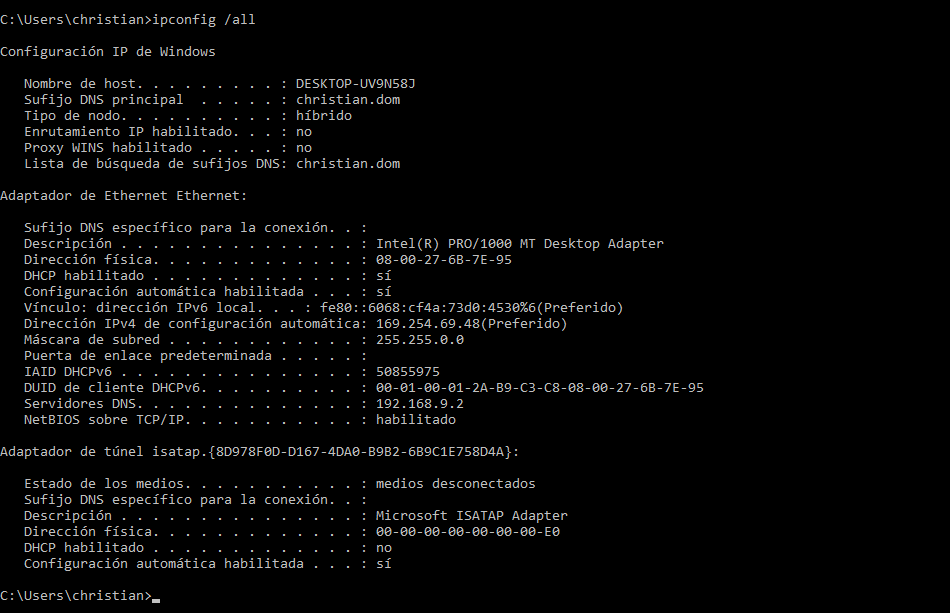 C:\Users\christian>ipconfig /all
Configuración IP de Windows
Nombre de host. . . . . . . . . : DESKTOP-UV9N58J
Sufijo DNS principal  . . . . . : christian.dom
Tipo de nodo. . . . . . . . . . : híbrido
Enrutamiento IP habilitado. . . : no
Proxy WINS habilitado . . . . . : no
Lista de búsqueda de sufijos DNS: christian.dom
Adaptador de Ethernet Ethernet:
Sufijo DNS específico para la conexión. . :
Descripción . . . . . . . . . . . . . . . : Intel(R) PRO/1000 MT Desktop Adapter
Dirección física. . . . . . . . . . . . . : 08-00-27-6B-7E-95
DHCP habilitado . . . . . . . . . . . . . : sí
Configuración automática habilitada . . . : sí
Vínculo: dirección IPv6 local. . . : fe80::6068:cf4a:73d0:4530%6(Preferido)
Dirección IPv4 de configuración automática: 169.254.69.48(Preferido)
Máscara de subred . . . . . . . . . . . . : 255.255.0.0
Puerta de enlace predeterminada . . . . . :
IAID DHCPv6 . . . . . . . . . . . . . . . : 50855975
DUID de cliente DHCPv6. . . . . . . . . . : 00-01-00-01-2A-B9-C3-C8-08-00-27-6B-7E-95
Servidores DNS. . . . . . . . . . . . . . : 192.168.9.2
NetBIOS sobre TCP/IP. . . . . . . . . . . : habilitado
Adaptador de túnel isatap.{8D978F0D-D167-4DA0-B9B2-6B9C1E758D4A}:
Estado de los medios. . . . . . . . . . . : medios desconectados
Sufijo DNS específico para la conexión. . :
Descripción . . . . . . . . . . . . . . . : Microsoft ISATAP Adapter
Dirección física. . . . . . . . . . . . . : 00-00-00-00-00-00-00-E0
DHCP habilitado . . . . . . . . . . . . . : no
Configuración automática habilitada . . . : sí
C:\Users\christian>